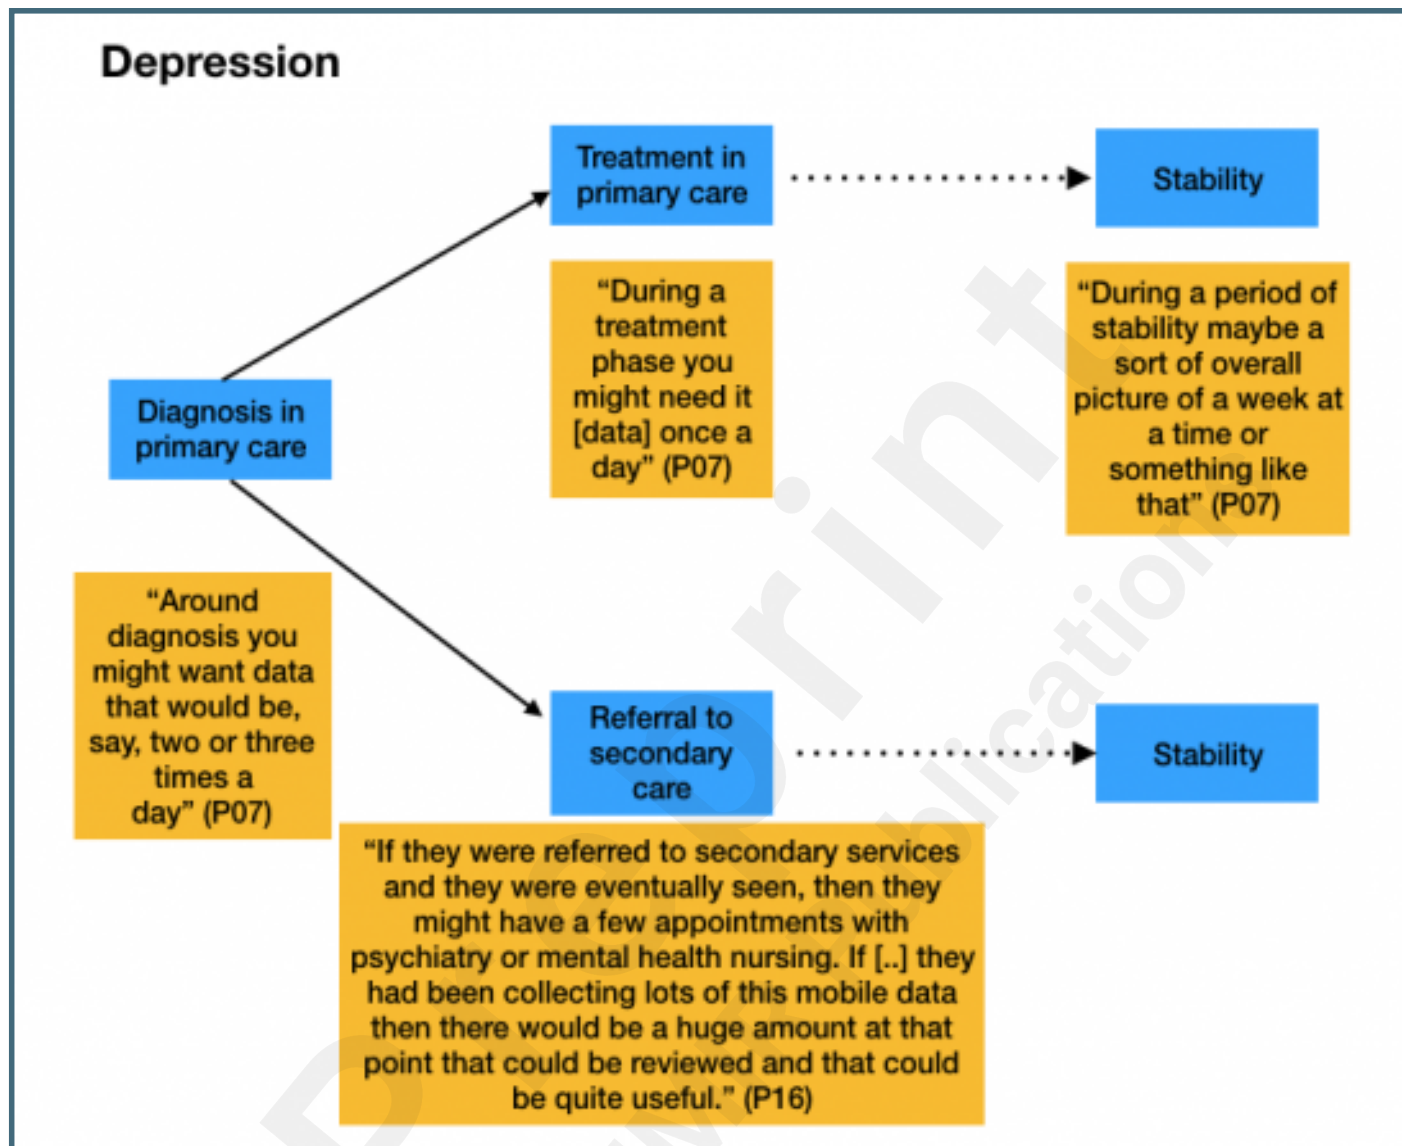 Depression
Treatment in
primary care
Stability
“During a
treatment
phase you
might need it
[data] once a
day” (P07)
“During a period of
stability maybe a
sort of overall
picture of a week at
a time or
something like
that” (P07)
Diagnosis in
primary care
“Around
diagnosis you
might want data
that would be,
say, two or three
times a
day” (P07)
Referral to
secondary
care
Stability
“If they were referred to secondary services
and they were eventually seen, then they
might have a few appointments with
psychiatry or mental health nursing. If [..] they
had been collecting lots of this mobile data
then there would be a huge amount at that
point that could be reviewed and that could
be quite useful.” (P16)
Preprint
JMIR Publications